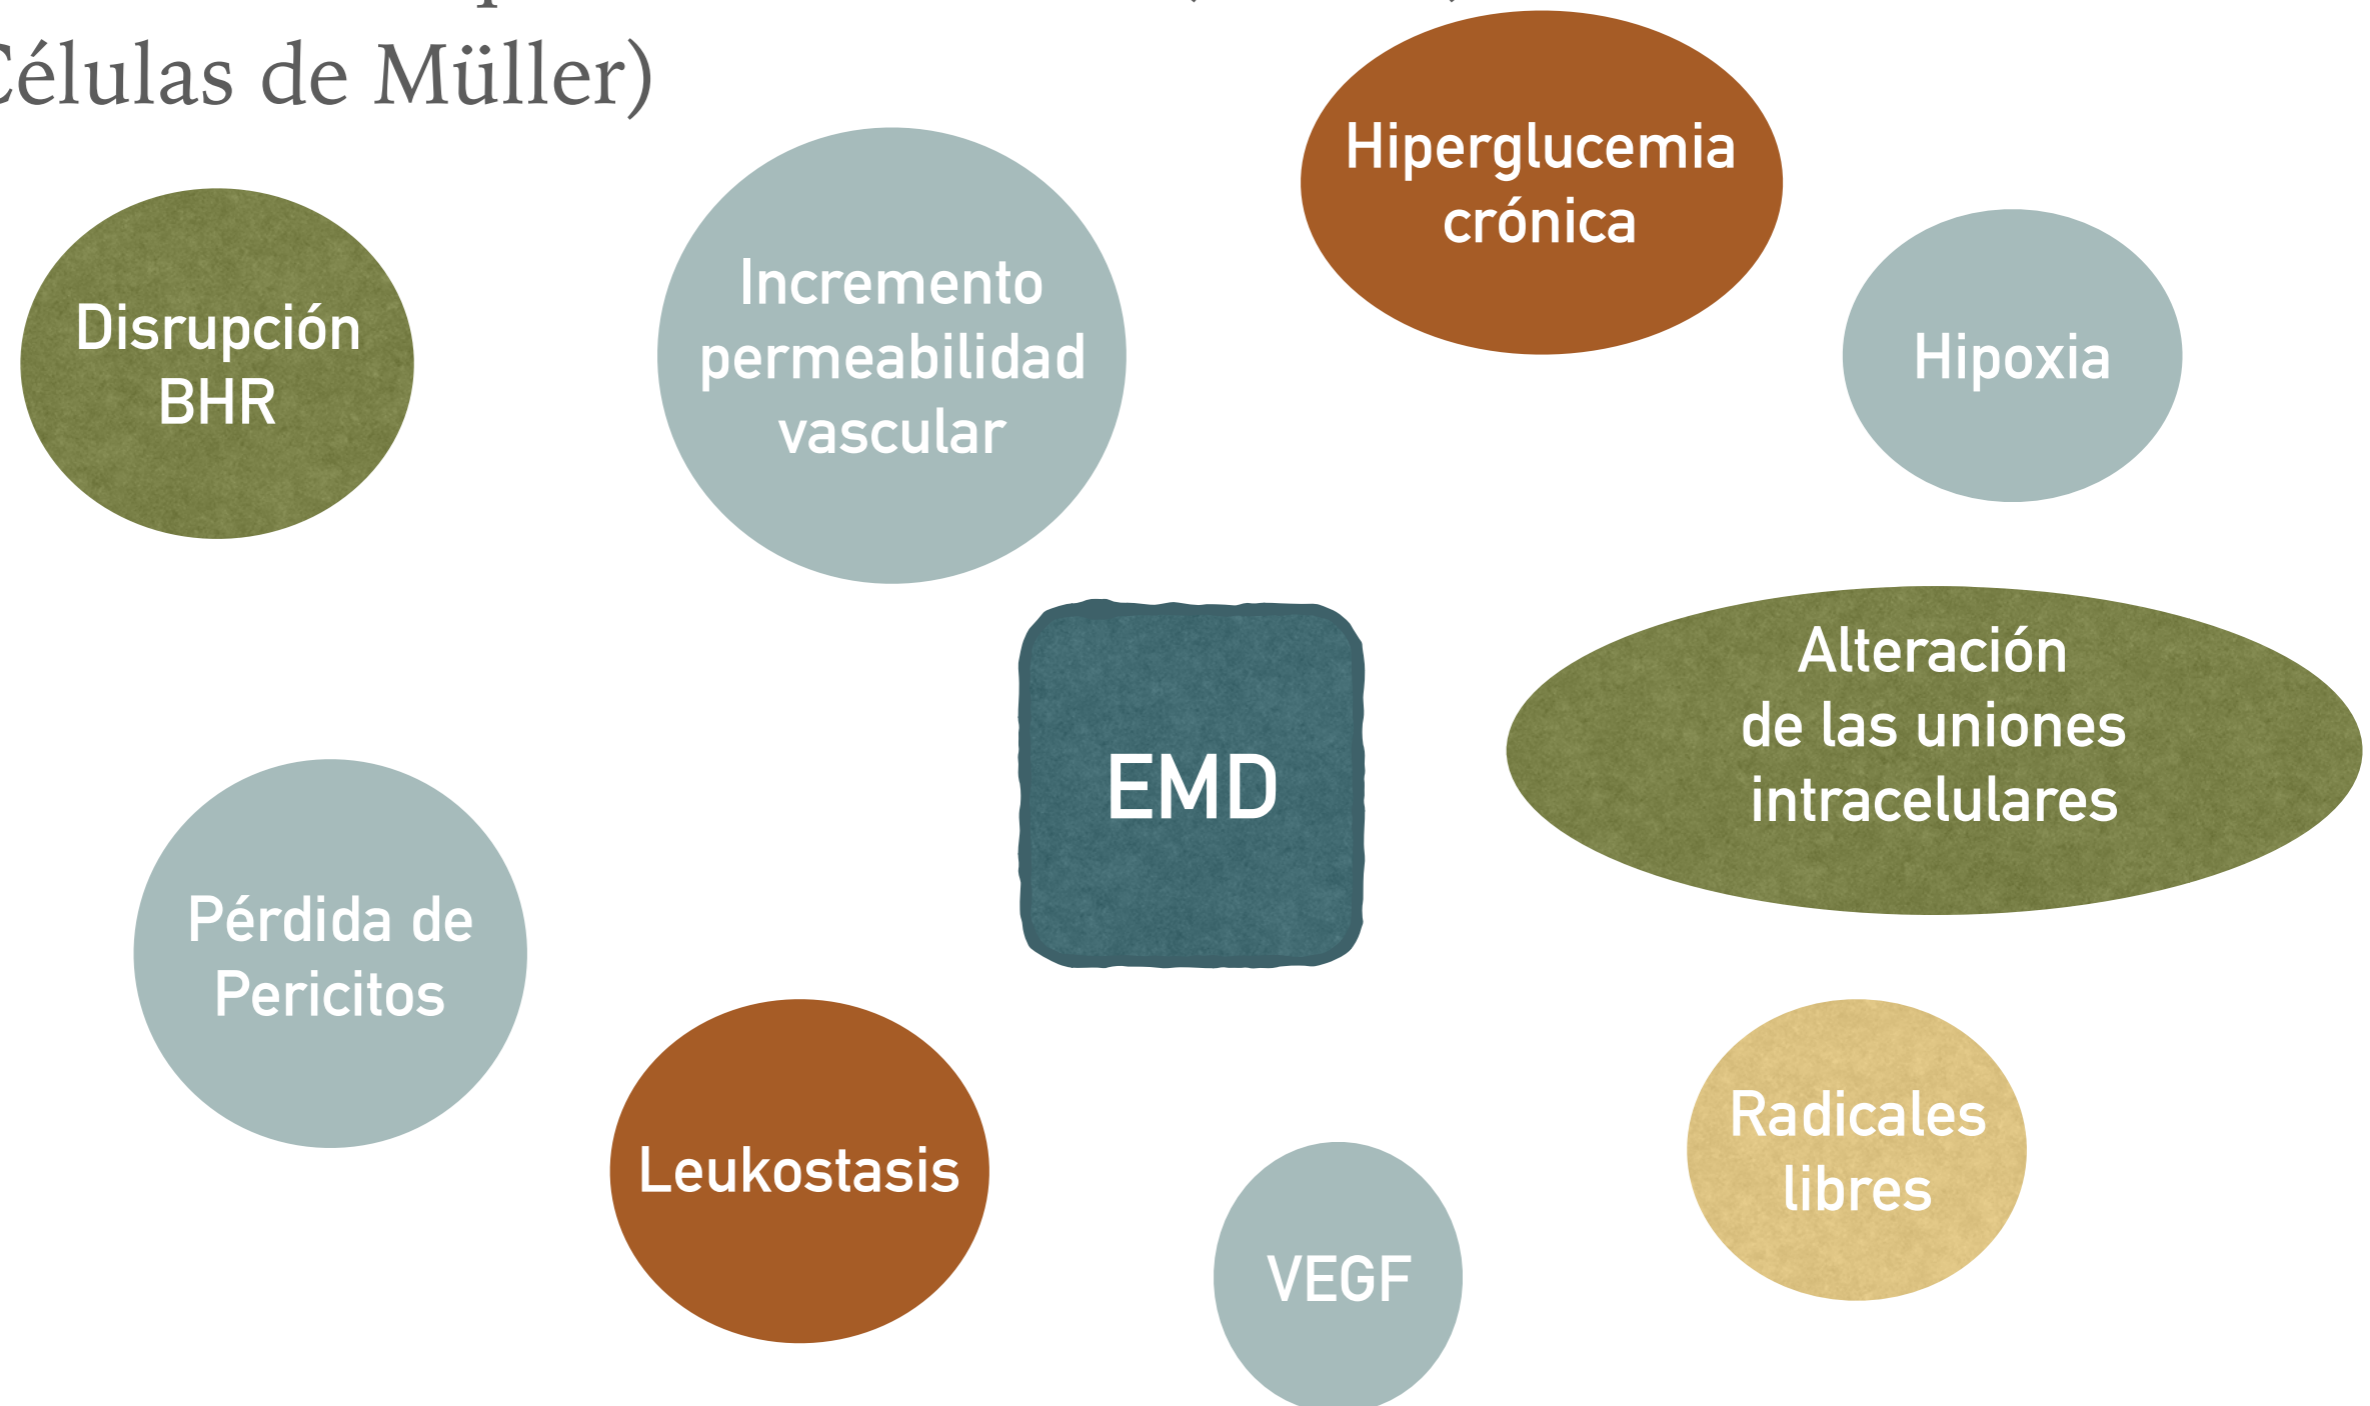 Células de Müller)
Hiperglucemia
crónica
Incremento
permeabilidad
vascular
Disrupción
BHR
Hipoxia
Alteración
de las uniones
intracelulares
EMD
Pérdida de
Pericitos
Leukostasis
Radicales
libres
VEGF